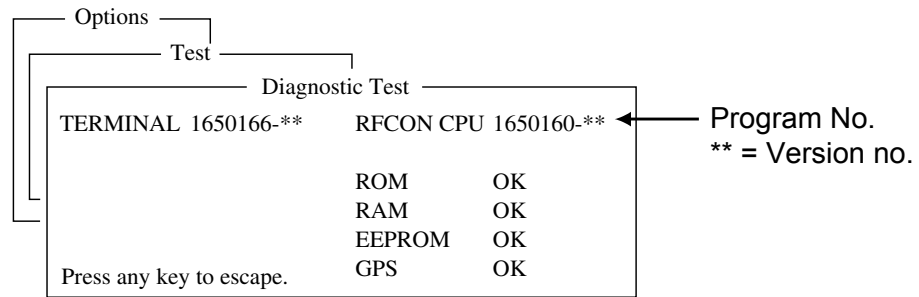 Options
Test
Diagnostic Test
TERMINAL 1650166-** RFCON CPU 1650160-**
Program No.
** = Version no.
ROM OK
RAM OK
EEPROM OK
GPS OK
Press any key to escape.